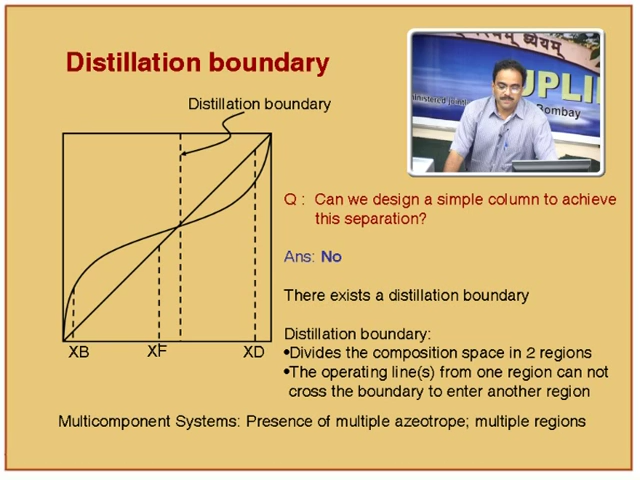 Distillation boundary
Distillation boundary
XB
XF
XD
Q : Can we design a simple column to achieve
this separation?
Ans: No
There exists a distillation boundary
Distillation boundary:
•Divides the composition space in 2 regions
•The operating line(s) from one region can not
cross the boundary to enter another region
Multicomponent Systems: Presence of multiple azeotrope; multiple regions
ध्येयम्
UPLI
Bombay